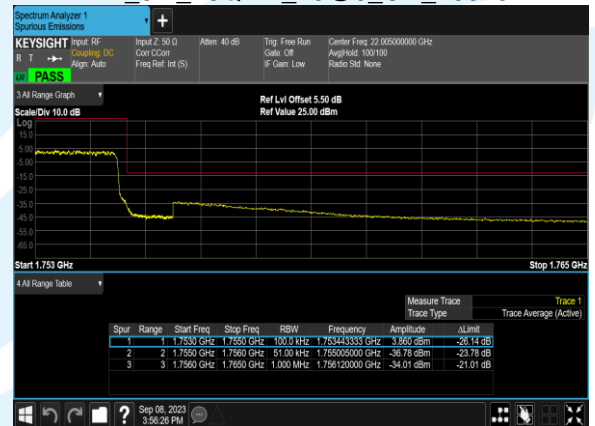 Spectrum Analyzer 1
Spurious Emissions
KEYSIGHT Input: RF Input Z: 50 Ω Atten: 40 dB Trig: Free Run Center Freq: 22.005000000 GHz
R T Coupling: DC Corr CCorr Gate: Off Avg|Hold: 100/100
Align: Auto Freq Ref: Int (S) IF Gain: Low Radio Std: None
LV PASS
3 All Range Graph
Ref Lvl Offset 5.50 dB
Scale/Div 10.0 dB Ref Value 25.00 dBm
Log
15.0
5.00
-5.00
-15.0
-25.0
-35.0
-45.0
-55.0
-65.0
Start 1.753 GHz Stop 1.765 GHz
4 All Range Table
Measure Trace Trace 1
Trace Type Trace Average (Active)
Spur Range Start Freq Stop Freq RBW Frequency Amplitude ΔLimit
1 1 1.7530 GHz 1.7550 GHz 100.0 kHz 1.753443333 GHz 3.860 dBm -26.14 dB
2 2 1.7550 GHz 1.7560 GHz 51.00 kHz 1.755005000 GHz -36.78 dBm -23.78 dB
3 3 1.7560 GHz 1.7650 GHz 1.000 MHz 1.756120000 GHz -34.01 dBm -21.01 dB
Sep 08, 2023
3:56:26 PM